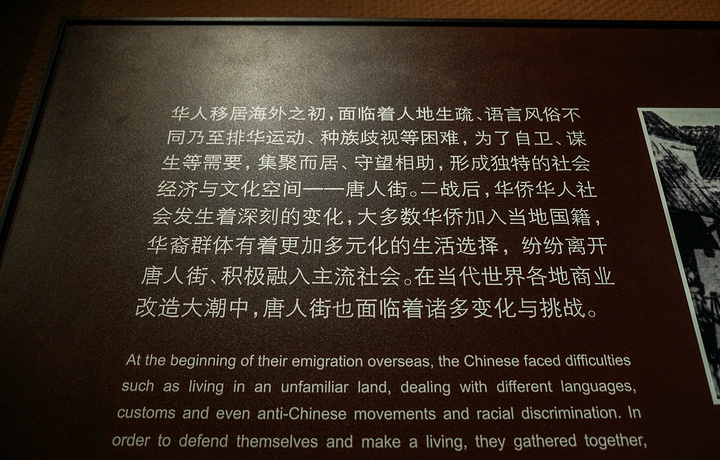 华人移居海外之初，面临着人地生疏、语言风俗不
同乃至排华运动、种族歧视等困难，为了自卫、谋
生等需要，集聚而居、守望相助，形成独特的社会
经济与文化空间——唐人街。二战后，华侨华人社
会发生着深刻的变化，大多数华侨加入当地国籍，
华裔群体有着更加多元化的生活选择，纷纷离开
唐人街、积极融入主流社会。在当代世界各地商业
改造大潮中，唐人街也面临着诸多变化与挑战。
At the beginning of their emigration overseas, the Chinese faced difficulties
such as living in an unfamiliar land, dealing with different languages,
customs and even anti-Chinese movements and racial discrimination. In
order to defend themselves and make a living, they gathered together,